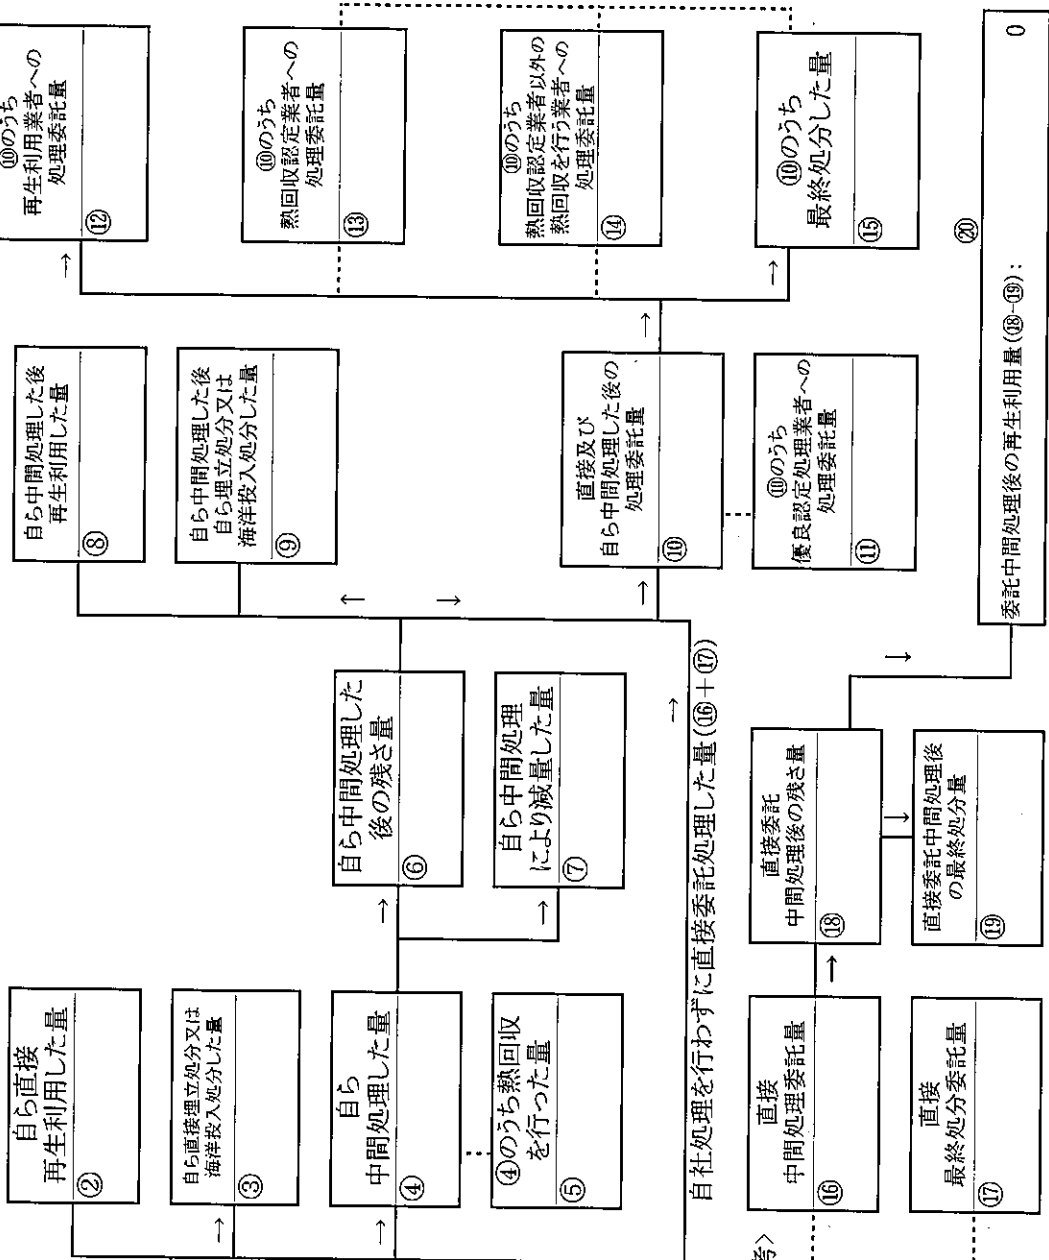 自ら直接
再生利用した量
②
自ら直接埋立処分又は
海洋投入処分した量
③
自ら
中間処理した量
④
④のうち熱回収
を行った量
⑤
自ら中間処理した
後の残さ量
⑥
自ら中間処理
により減量した量
⑦
自ら中間処理した後
再生利用した量
⑧
自ら中間処理した後
自ら埋立処分又は
海洋投入処分した量
⑨
直接及び
自ら中間処理した後の
処理委託量
⑩
⑩のうち
優良認定処理業者への
処理委託量
⑪
⑩のうち
再生利用業者への
処理委託量
⑫
⑩のうち
熱回収認定業者への
処理委託量
⑬
⑩のうち
熱回収認定業者以外の
熱回収を行う業者への
処理委託量
⑭
⑩のうち
最終処分した量
⑮
自社処理を行わずに直接委託処理した量(⑯+⑰)
考>
直接
中間処理委託量
⑯
直接
最終処分委託量
⑰
直接委託
中間処理後の残さ量
⑱
直接委託中間処理後
の最終処分量
⑲
⑳
委託中間処理後の再生利用量(⑱-⑲): 0